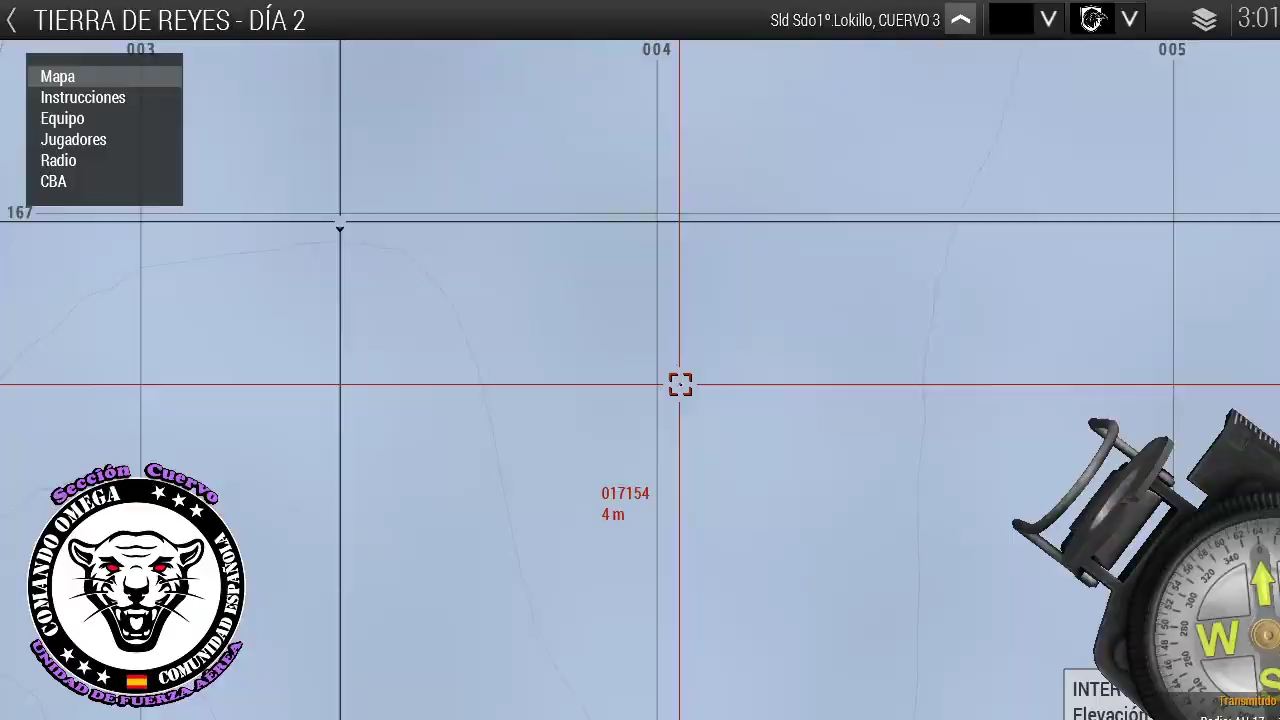 TIERRA DE REYES - DÍA 2
Sld Sdo1º.Lokillo, CUERVO 3
3:01
003
004
005
Mapa
Instrucciones
Equipo
Jugadores
Radio
CBA
167
017154
4 m
Sección Cuervo
COMANDO OMEGA
COMUNIDAD ESPAÑOLA
UNIDAD DE FUERZA AÉREA
W
S
INTER
Elevación
Transmitido